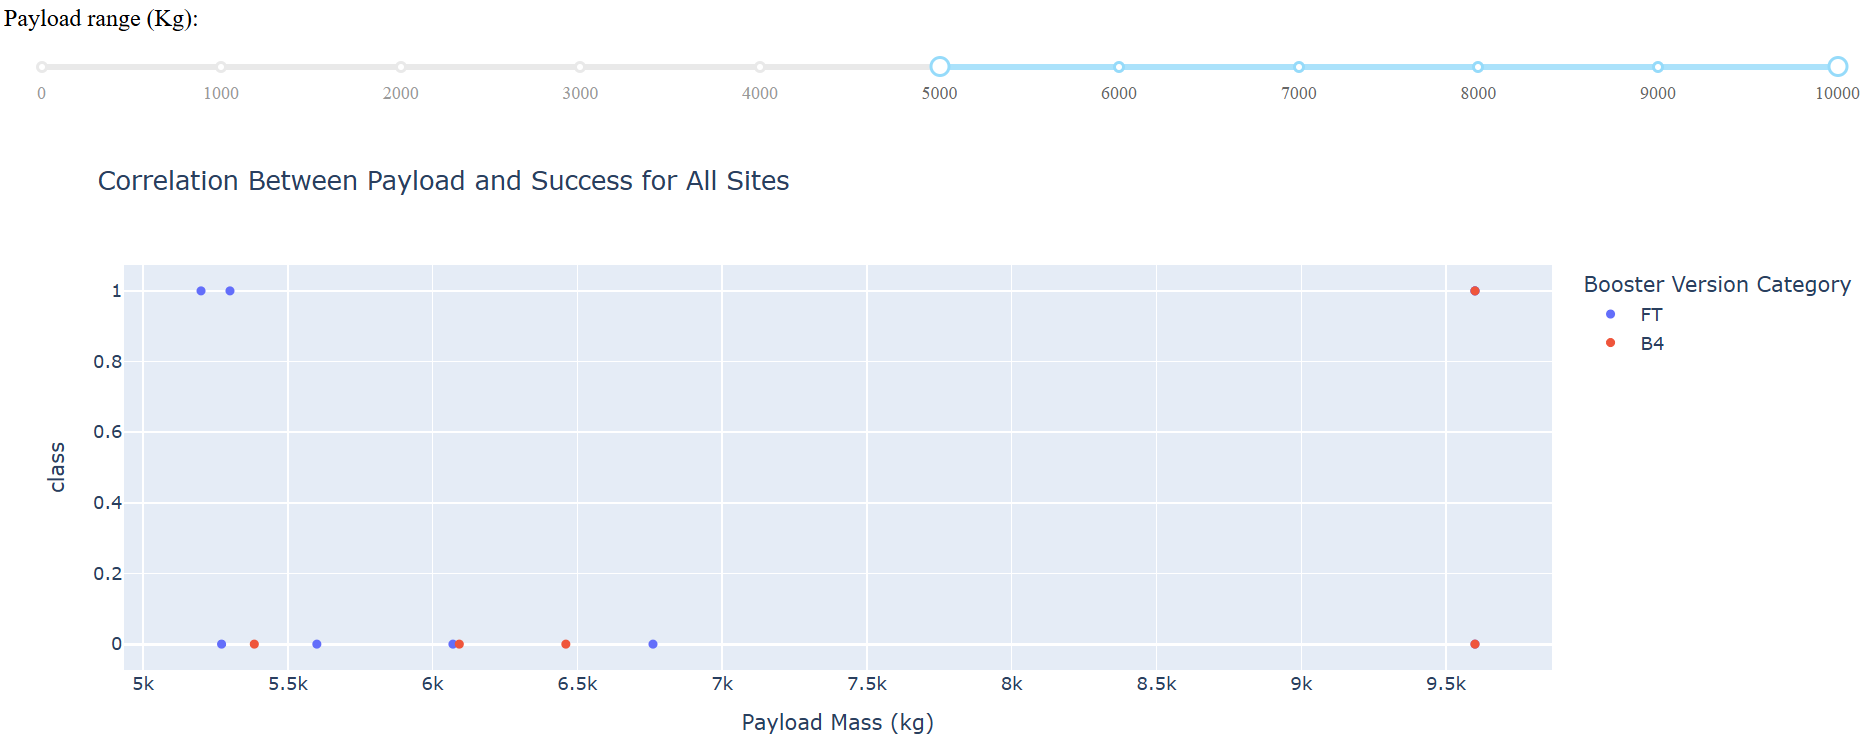 Payload range (Kg):
0 1000 2000 3000 4000 5000 6000 7000 8000 9000 10000
Correlation Between Payload and Success for All Sites
Booster Version Category
FT
B4
1
0.8
0.6
0.4
0.2
0
class
5k 5.5k 6k 6.5k 7k 7.5k 8k 8.5k 9k 9.5k
Payload Mass (kg)